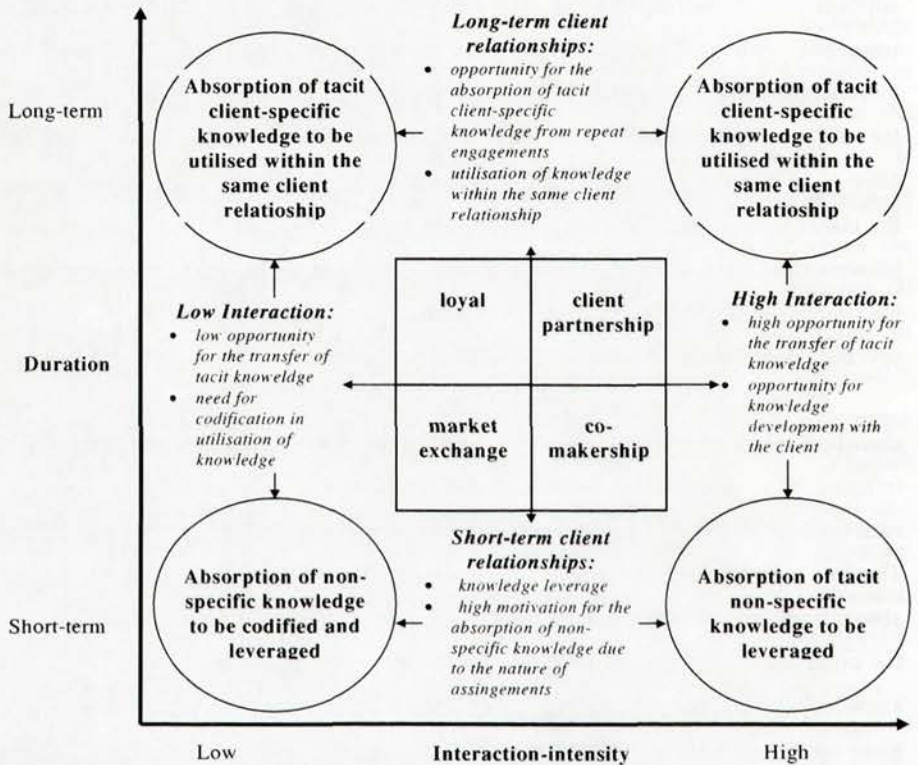 Long-term
Absorption of tacit
client-specific
knowledge to be
utilised within the
same client
relatioship
Long-term client
relationships:
• opportunity for the
absorption of tacit
client-specific
knowledge from repeat
engagements
• utilisation of knowledge
within the same client
relationship
Absorption of tacit
client-specific
knowledge to be
utilised within the
same client
relatioship
Duration
Low Interaction:
• low opportunity
for the transfer of
tacit knoweldge
• need for
codification in
utilisation of
knowledge
loyal
client
partnership
market
exchange
co-
makership
High Interaction:
• high opportunity for
the transfer of tacit
knoweldge
• opportunity for
knowledge
development with
the client
Short-term
Absorption of non-
specific knowledge
to be codified and
leveraged
Short-term client
relationships:
• knowledge leverage
• high motivation for the
absorption of non-
specific knowledge due
to the nature of
assingements
Absorption of tacit
non-specific
knowledge to be
leveraged
Low
Interaction-intensity
High